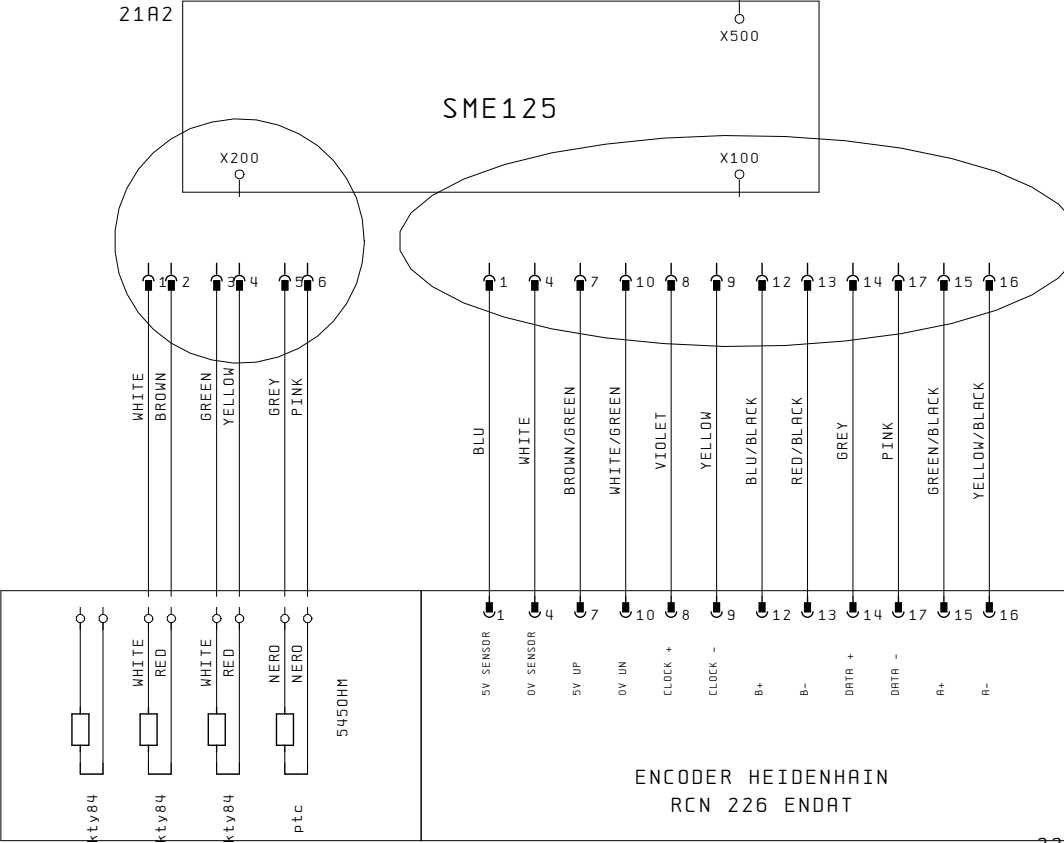 21A2
X500
SME125
X200
X100
1 2 3 4 5 6
1 4 7 10 8 9 12 13 14 17 15 16
WHITE
BROWN
GREEN
YELLOW
GREY
PINK
BLU
WHITE
BROWN/GREEN
WHITE/GREEN
VIOLET
YELLOW
BLU/BLACK
RED/BLACK
GREY
PINK
GREEN/BLACK
YELLOW/BLACK
1 4 7 10 8 9 12 13 14 17 15 16
WHITE
RED
WHITE
RED
NERO
NERO
545OHM
5V SENSOR
0V SENSOR
5V UP
0V UN
CLOCK +
CLOCK -
B+
B-
DATA +
DATA -
A+
A-
kty84
kty84
kty84
ptc
ENCODER HEIDENHAIN
RCN 226 ENDAT